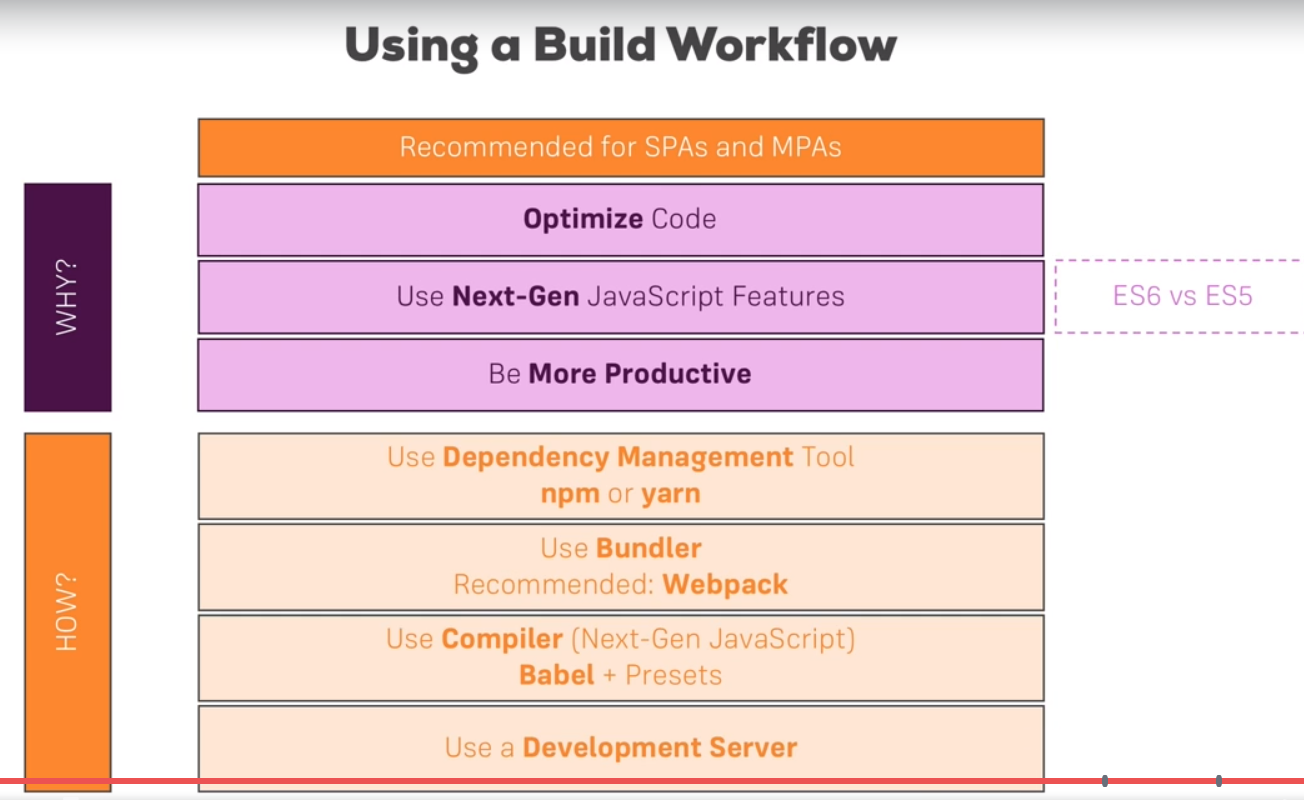 Using a Build Workflow
Recommended for SPAs and MPAs
WHY?
Optimize Code
Use Next-Gen JavaScript Features
ES6 vs ES5
Be More Productive
HOW?
Use Dependency Management Tool
npm or yarn
Use Bundler
Recommended: Webpack
Use Compiler (Next-Gen JavaScript)
Babel + Presets
Use a Development Server